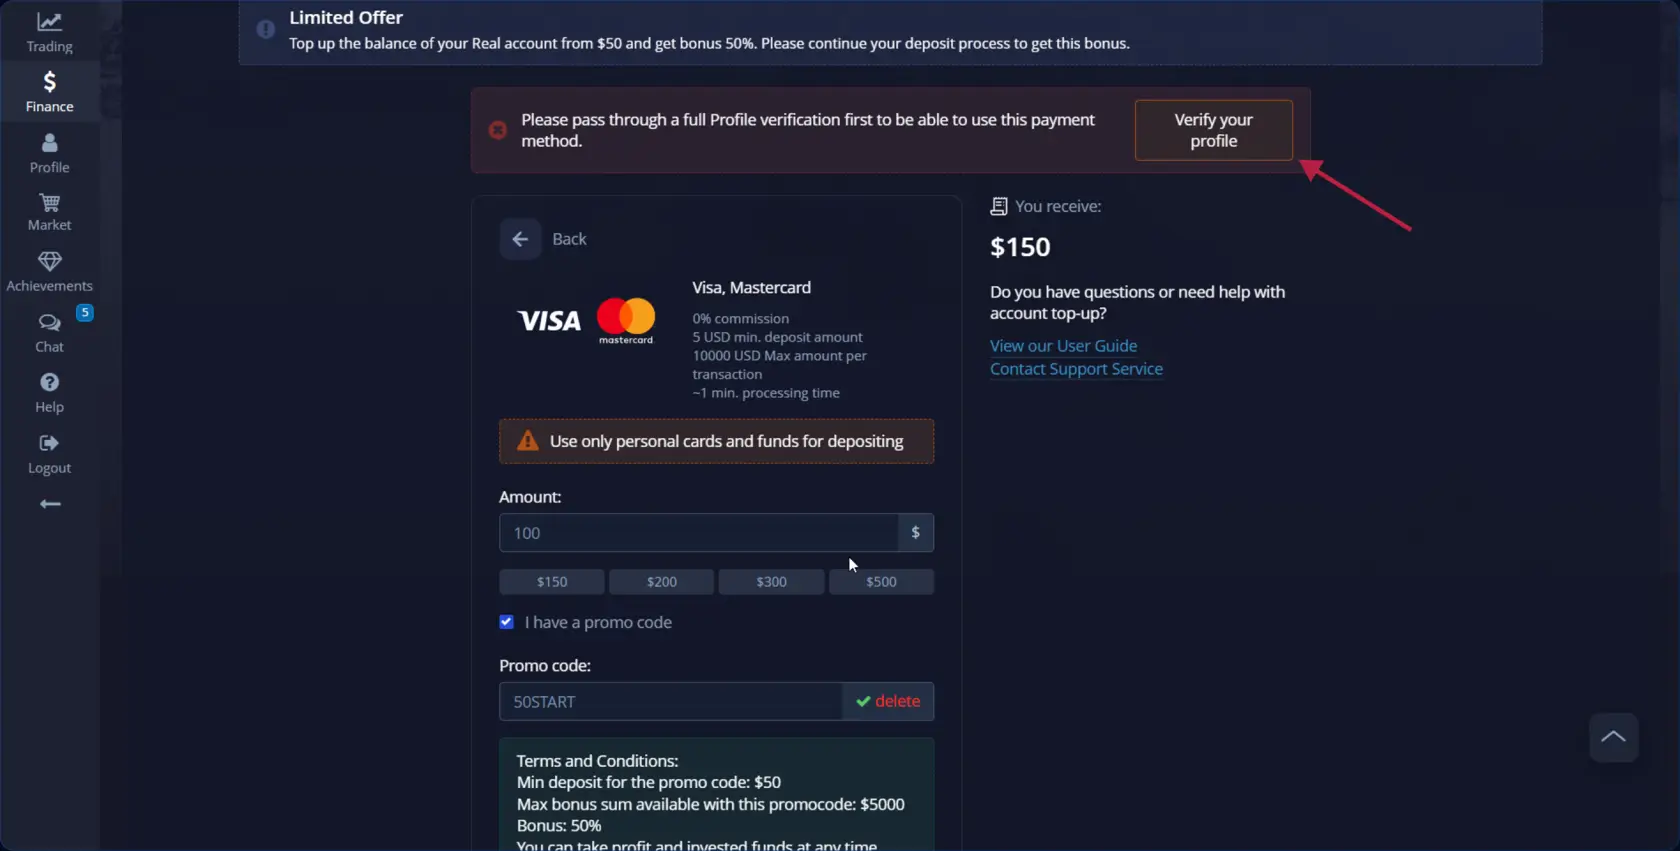 Trading
Finance
Profile
Market
Achievements
5
Chat
Help
Logout
Limited Offer
Top up the balance of your Real account from $50 and get bonus 50%. Please continue your deposit process to get this bonus.
Please pass through a full Profile verification first to be able to use this payment
method.
Verify your
profile
Back
VISA
mastercard
Visa, Mastercard
0% commission
5 USD min. deposit amount
10000 USD Max amount per
transaction
~1 min. processing time
Use only personal cards and funds for depositing
Amount:
100
$
$150
$200
$300
$500
I have a promo code
Promo code:
50START
delete
Terms and Conditions:
Min deposit for the promo code: $50
Max bonus sum available with this promocode: $5000
Bonus: 50%
You can take profit and invested funds at any time
You receive:
$150
Do you have questions or need help with
account top-up?
View our User Guide
Contact Support Service